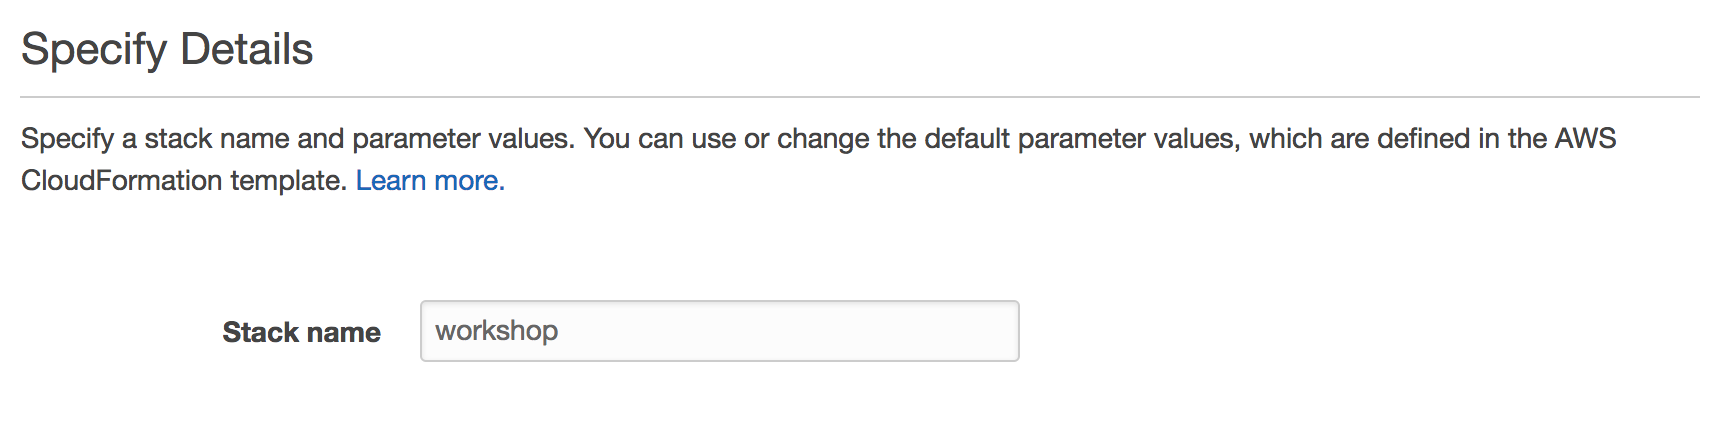 Specify Details
Specify a stack name and parameter values. You can use or change the default parameter values, which are defined in the AWS
CloudFormation template. Learn more.
Stack name workshop